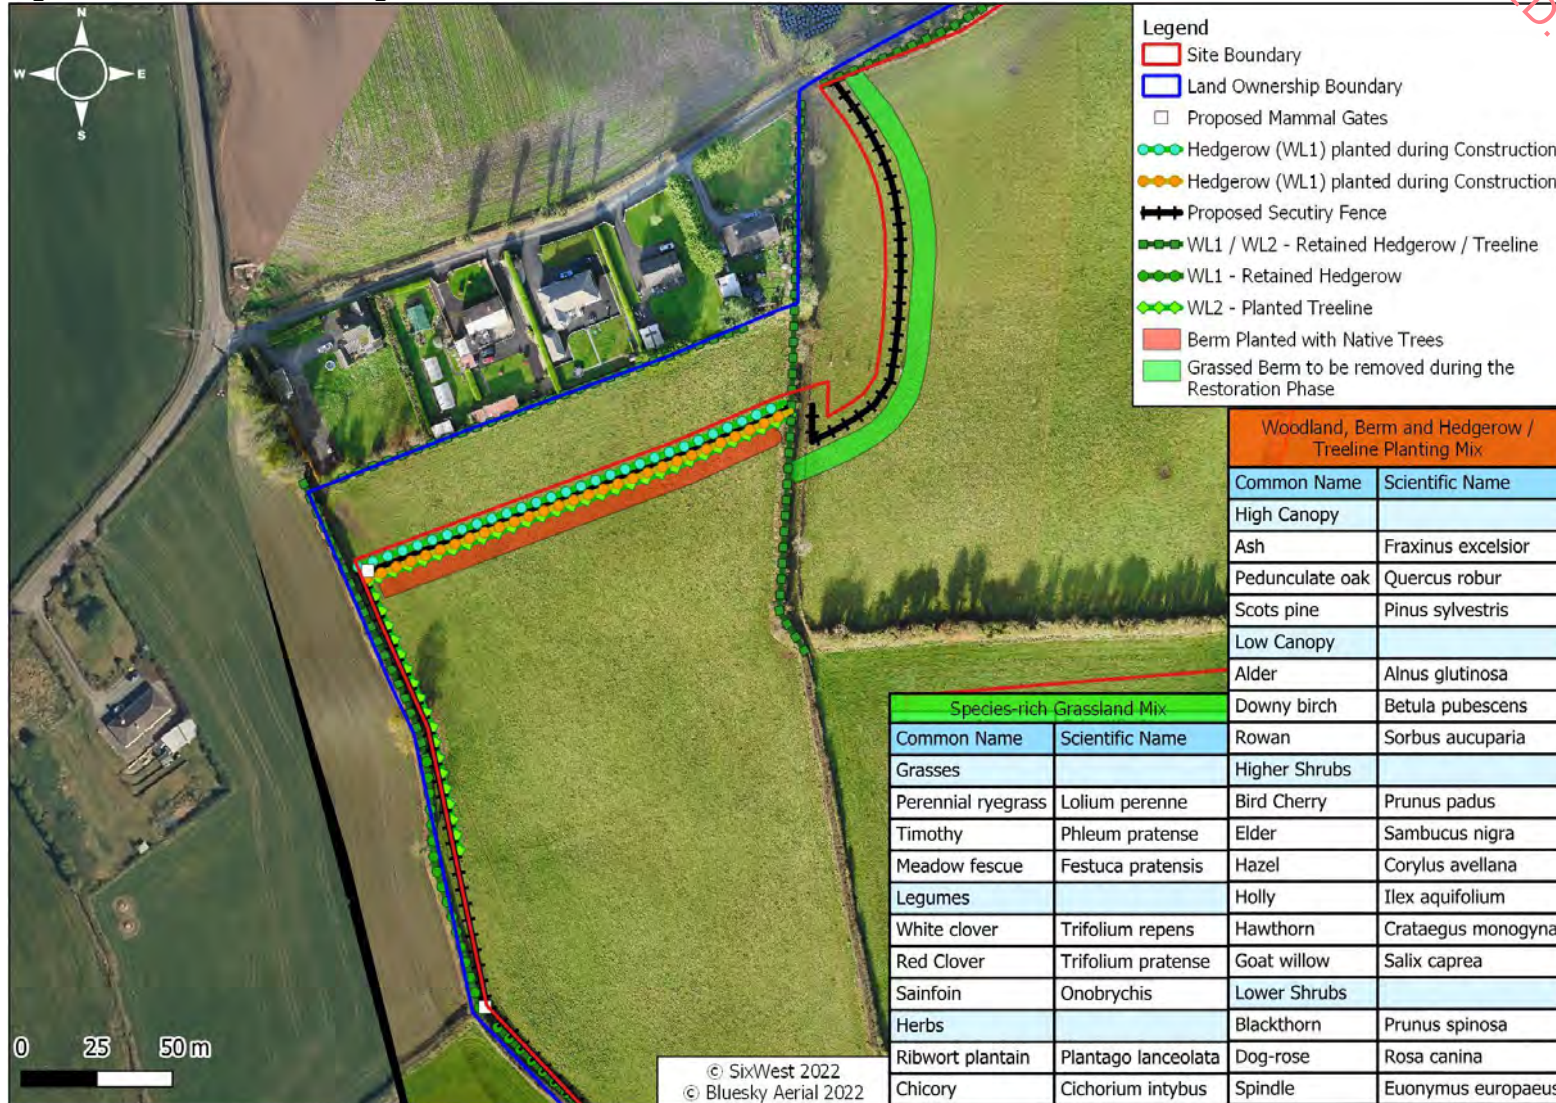 N
W E
S
Legend
Site Boundary
Land Ownership Boundary
Proposed Mammal Gates
Hedgerow (WL1) planted during Construction
Hedgerow (WL1) planted during Construction
Proposed Secutiry Fence
WL1 / WL2 - Retained Hedgerow / Treeline
WL1 - Retained Hedgerow
WL2 - Planted Treeline
Berm Planted with Native Trees
Grassed Berm to be removed during the
Restoration Phase
Woodland, Berm and Hedgerow /
Treeline Planting Mix
Common Name Scientific Name
High Canopy
Ash Fraxinus excelsior
Pedunculate oak Quercus robur
Scots pine Pinus sylvestris
Low Canopy
Alder Alnus glutinosa
Downy birch Betula pubescens
Rowan Sorbus aucuparia
Higher Shrubs
Bird Cherry Prunus padus
Elder Sambucus nigra
Hazel Corylus avellana
Holly Ilex aquifolium
Hawthorn Crataegus monogyna
Goat willow Salix caprea
Lower Shrubs
Blackthorn Prunus spinosa
Dog-rose Rosa canina
Spindle Euonymus europaeus
Species-rich Grassland Mix
Common Name Scientific Name
Grasses
Perennial ryegrass Lolium perenne
Timothy Phleum pratense
Meadow fescue Festuca pratensis
Legumes
White clover Trifolium repens
Red Clover Trifolium pratense
Sainfoin Onobrychis
Herbs
Ribwort plantain Plantago lanceolata
Chicory Cichorium intybus
0 25 50 m
© SixWest 2022
© Bluesky Aerial 2022